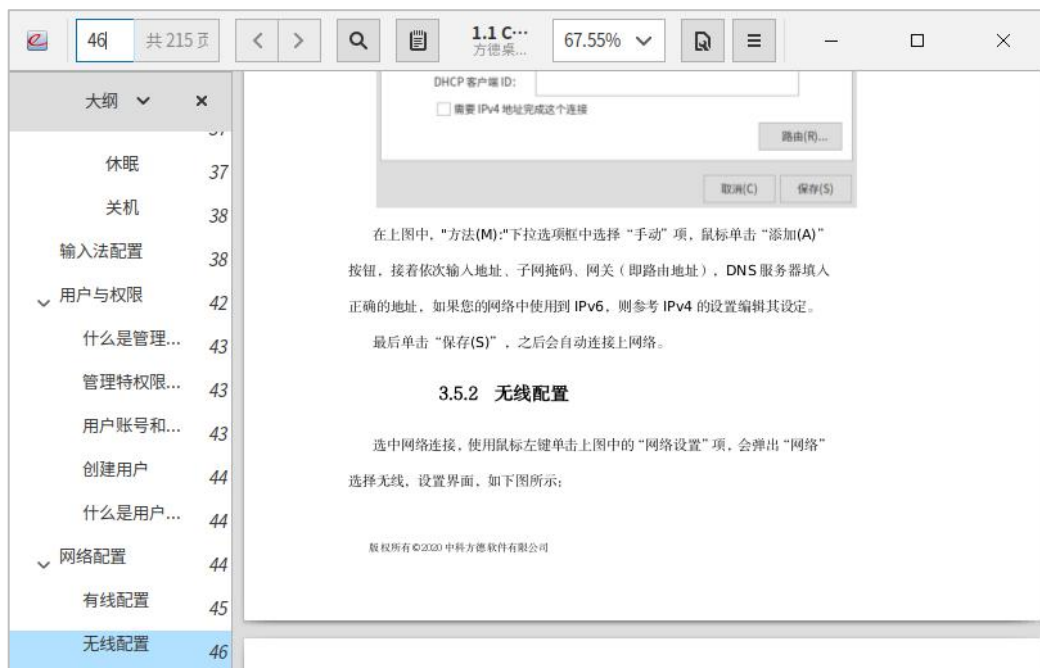 46 共 215 页
1.1 C⋯
方德桌...
67.55%
大纲
休眠 37
关机 38
输入法配置 38
用户与权限 42
什么是管理... 43
管理特权限... 43
用户账号和... 43
创建用户 44
什么是用户... 44
网络配置 44
有线配置 45
无线配置 46
DHCP 客户端 ID:
需要 IPv4 地址完成这个连接
路由(R)...
取消(C) 保存(S)
在上图中，"方法(M):"下拉选项框中选择“手动”项，鼠标单击“添加(A)”
按钮，接着依次输入地址、子网掩码、网关（即路由地址），DNS 服务器填入
正确的地址，如果您的网络中使用到 IPv6，则参考 IPv4 的设置编辑其设定。
最后单击“保存(S)”，之后会自动连接上网络。
3.5.2 无线配置
选中网络连接，使用鼠标左键单击上图中的“网络设置”项，会弹出“网络”
选择无线，设置界面，如下图所示；
版权所有©2020 中科方德软件有限公司